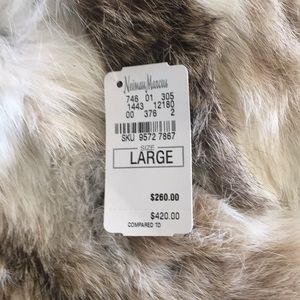 Neiman Marcus
746 01 305
1443 12180
00 376 2
SKU 9572 7867
SIZE
LARGE
$260.00
$420.00
COMPARED TO